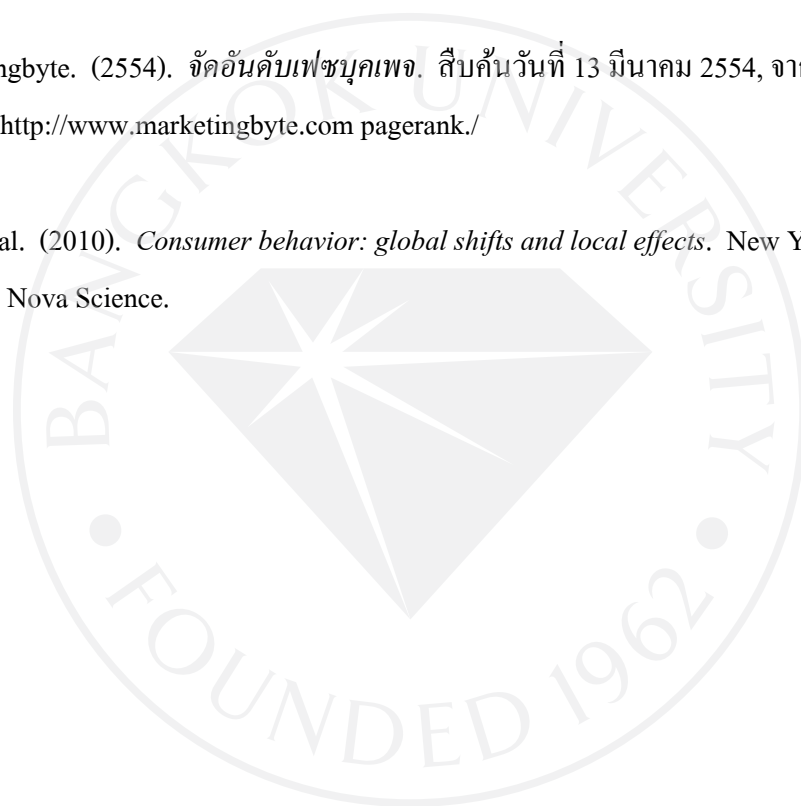 ngbyte. (2554). จัดอันดับเฟซบุคเพจ. สืบค้นวันที่ 13 มีนาคม 2554, จา
http://www.marketingbyte.com pagerank./
al. (2010). Consumer behavior: global shifts and local effects. New Y
Nova Science.
BANGKOK UNIVERSITY
FOUNDED 1962